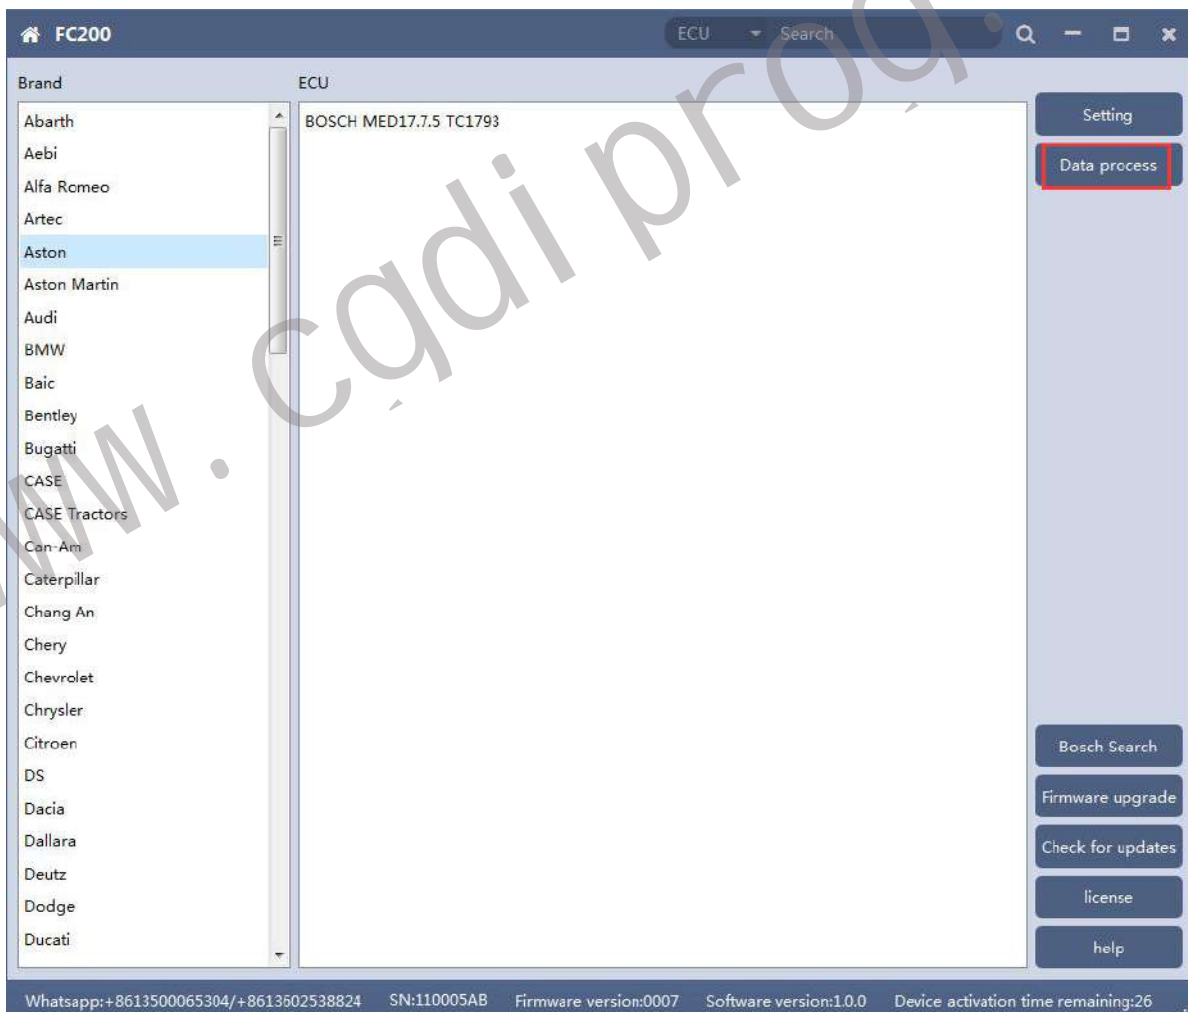 FC200
ECU
Search
Brand
ECU
Abarth
Aebi
Alfa Romeo
Artec
Aston
Aston Martin
Audi
BMW
Baic
Bentley
Bugatti
CASE
CASE Tractors
Can-Am
Caterpillar
Chang An
Chery
Chevrolet
Chrysler
Citroen
DS
Dacia
Dallara
Deutz
Dodge
Ducati
BOSCH MED17.7.5 TC1793
Setting
Data process
Bosch Search
Firmware upgrade
Check for updates
license
help
Whatsapp:+8613500065304/+8613602538824 SN:110005AB Firmware version:0007 Software version:1.0.0 Device activation time remaining:26